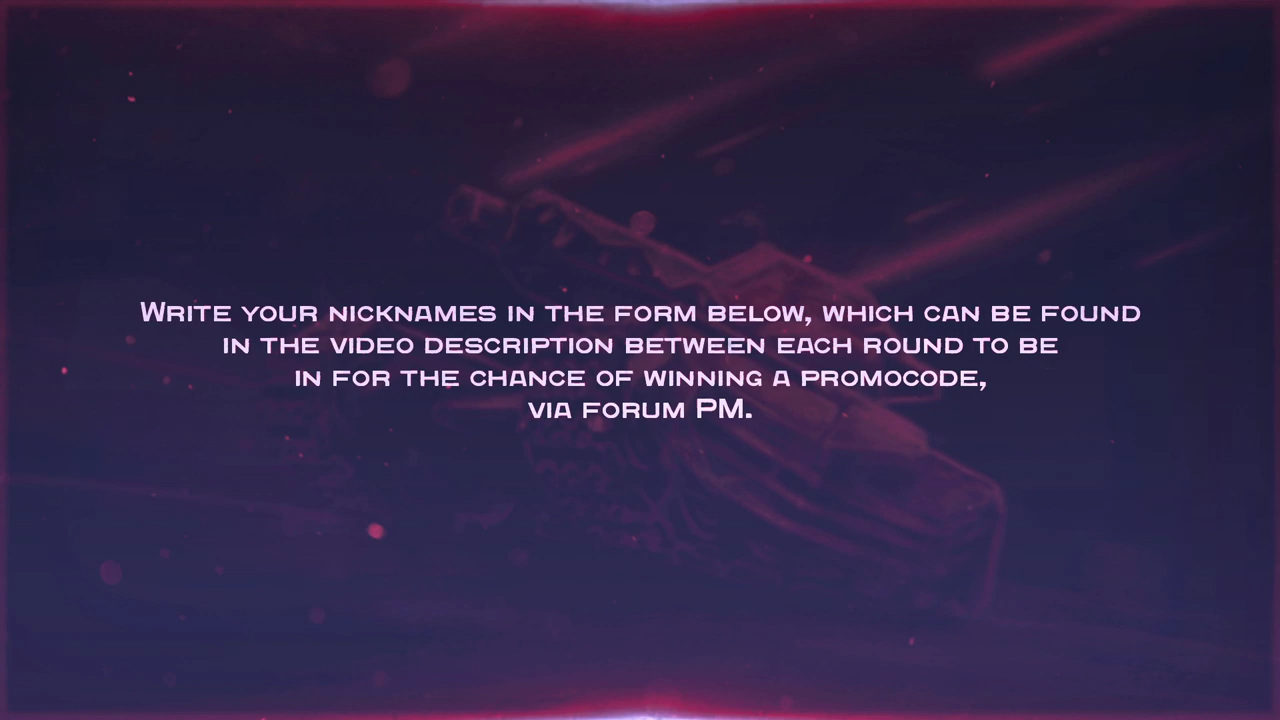 Write your nicknames in the form below, which can be found
in the video description between each round to be
in for the chance of winning a promocode,
via forum PM.